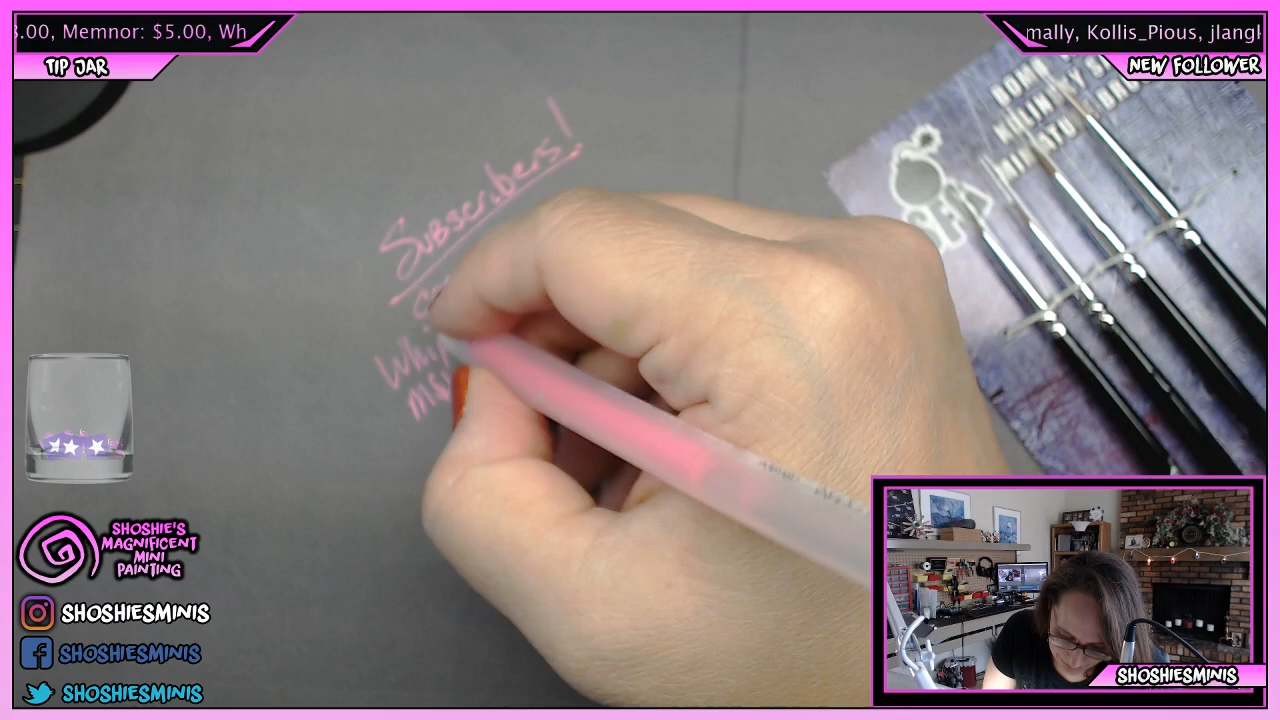 3.00, Memnor: $5.00, Wh
TIP JAR
mally, Kollis_Pious, jlangl
NEW FOLLOWER
Subscribers!
SHOSHIE'S
MAGNIFICENT
MINI
PAINTING
SHOSHIESMINIS
SHOSHIESMINIS
SHOSHIESMINIS
SHOSHIESMINIS